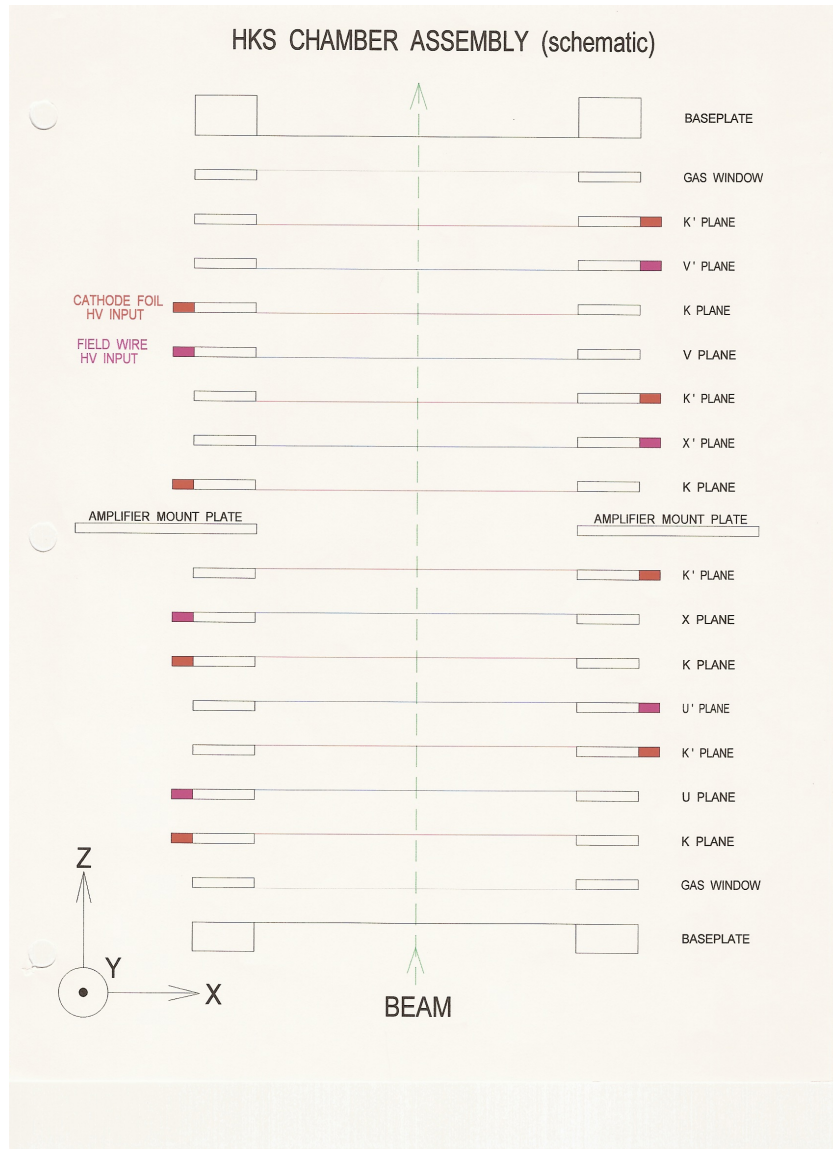 HKS CHAMBER ASSEMBLY (schematic)
BASEPLATE
GAS WINDOW
K' PLANE
V' PLANE
CATHODE FOIL
HV INPUT
K PLANE
FIELD WIRE
HV INPUT
V PLANE
K' PLANE
X' PLANE
K PLANE
AMPLIFIER MOUNT PLATE
AMPLIFIER MOUNT PLATE
K' PLANE
X PLANE
K PLANE
U' PLANE
K' PLANE
U PLANE
K PLANE
GAS WINDOW
BASEPLATE
Z
Y
X
BEAM